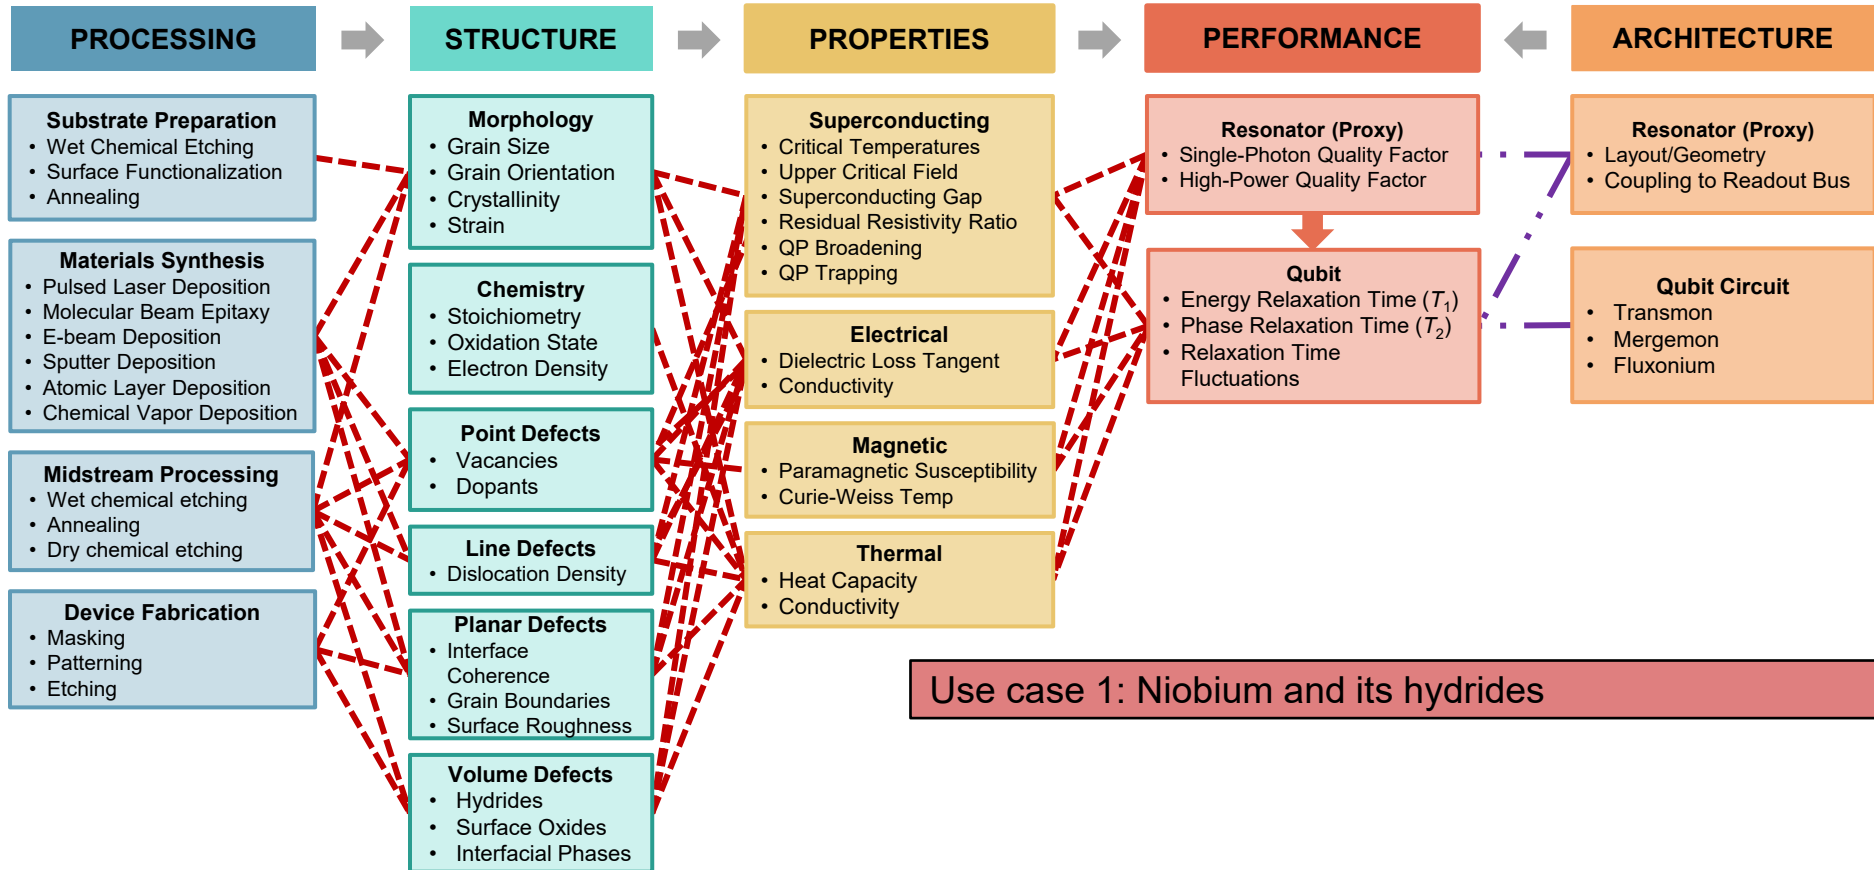 PROCESSING
STRUCTURE
PROPERTIES
PERFORMANCE
ARCHITECTURE
Substrate Preparation
• Wet Chemical Etching
• Surface Functionalization
• Annealing
Materials Synthesis
• Pulsed Laser Deposition
• Molecular Beam Epitaxy
• E-beam Deposition
• Sputter Deposition
• Atomic Layer Deposition
• Chemical Vapor Deposition
Midstream Processing
• Wet chemical etching
• Annealing
• Dry chemical etching
Device Fabrication
• Masking
• Patterning
• Etching
Morphology
• Grain Size
• Grain Orientation
• Crystallinity
• Strain
Chemistry
• Stoichiometry
• Oxidation State
• Electron Density
Point Defects
• Vacancies
• Dopants
Line Defects
• Dislocation Density
Planar Defects
• Interface
Coherence
• Grain Boundaries
• Surface Roughness
Volume Defects
• Hydrides
• Surface Oxides
• Interfacial Phases
Superconducting
• Critical Temperatures
• Upper Critical Field
• Superconducting Gap
• Residual Resistivity Ratio
• QP Broadening
• QP Trapping
Electrical
• Dielectric Loss Tangent
• Conductivity
Magnetic
• Paramagnetic Susceptibility
• Curie-Weiss Temp
Thermal
• Heat Capacity
• Conductivity
Resonator (Proxy)
• Single-Photon Quality Factor
• High-Power Quality Factor
Qubit
• Energy Relaxation Time (T₁)
• Phase Relaxation Time (T₂)
• Relaxation Time
Fluctuations
Resonator (Proxy)
• Layout/Geometry
• Coupling to Readout Bus
Qubit Circuit
• Transmon
• Mergemon
• Fluxonium
Use case 1: Niobium and its hydrides